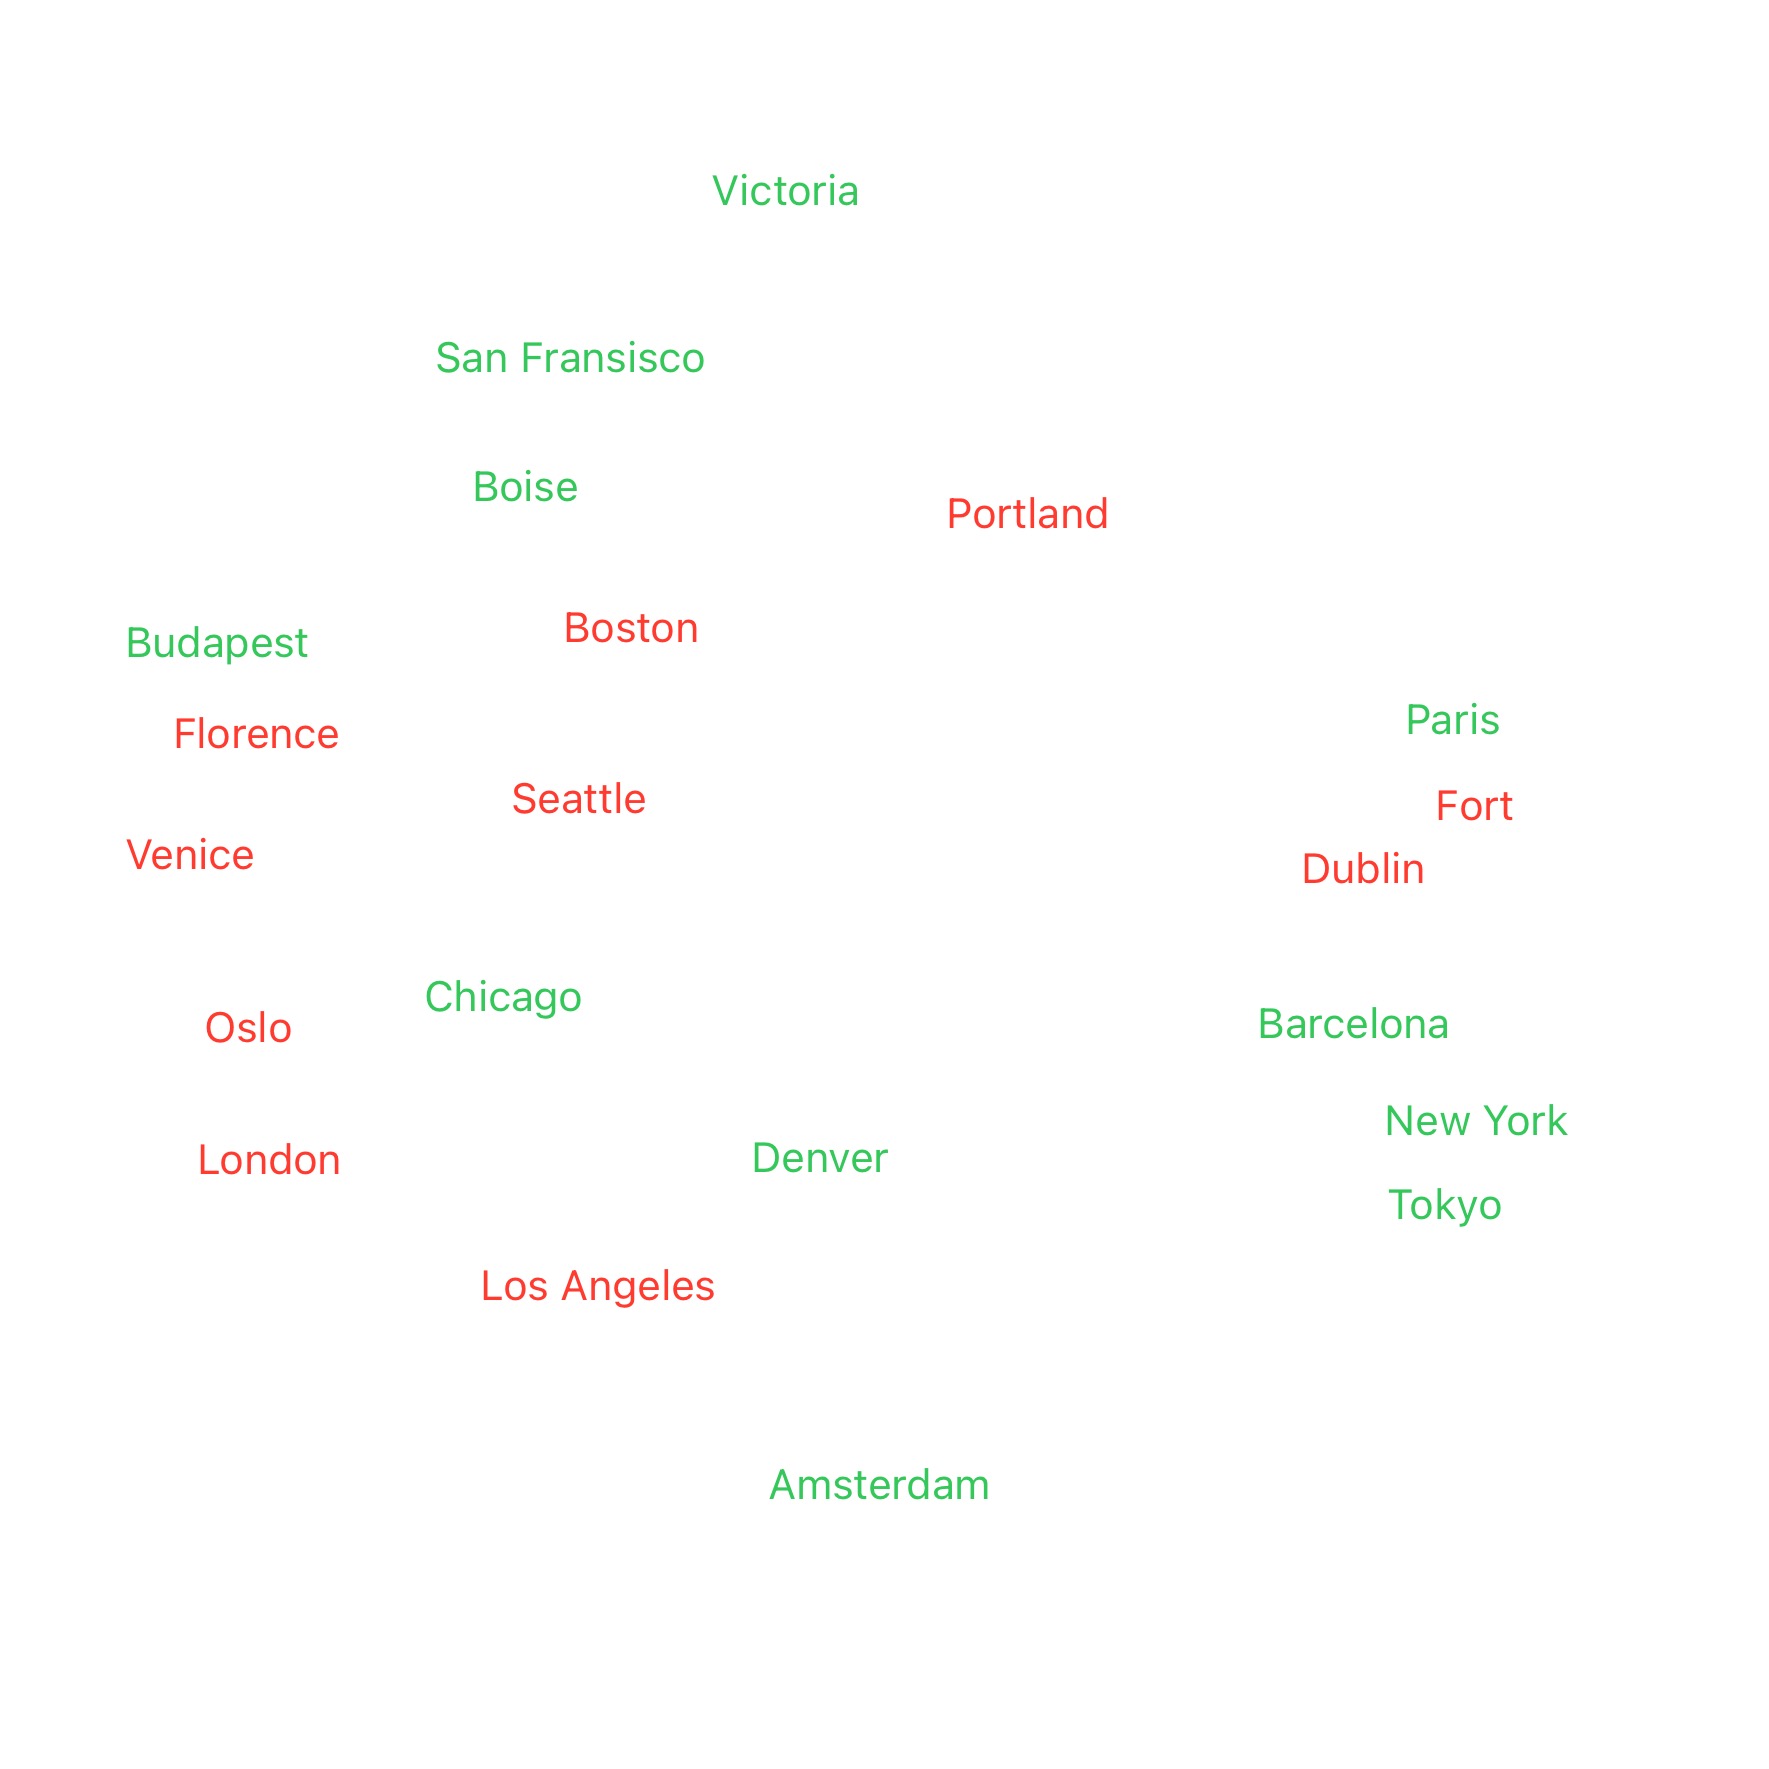 Victoria
San Fransisco
Boise
Portland
Boston
Budapest
Paris
Florence
Seattle
Fort
Venice
Dublin
Chicago
Barcelona
Oslo
New York
Denver
London
Tokyo
Los Angeles
Amsterdam